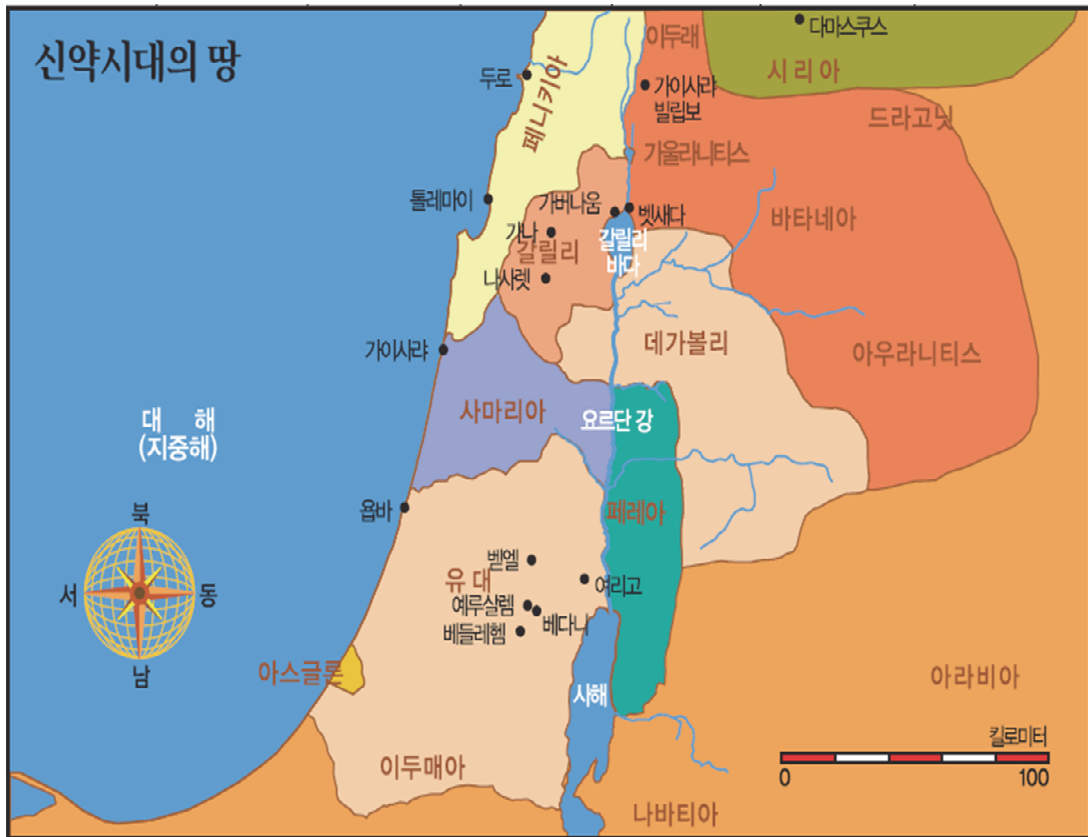 신약시대의 땅
다마스쿠스
이두래
시리아
두로
가이사랴
빌립보
페니키아
드라고닛
가울라니티스
톨레마이
가버나움
벳새다
바타네아
가나
갈릴리
갈릴리
바다
나사렛
가이사랴
데가볼리
아우라니티스
사마리아
요르단 강
대 해
(지중해)
욥바
페레아
북
서
동
남
벧엘
유대
여리고
예루살렘
베다니
베들레헴
아스글론
사해
아라비아
이두매아
킬로미터
0
100
나바티아